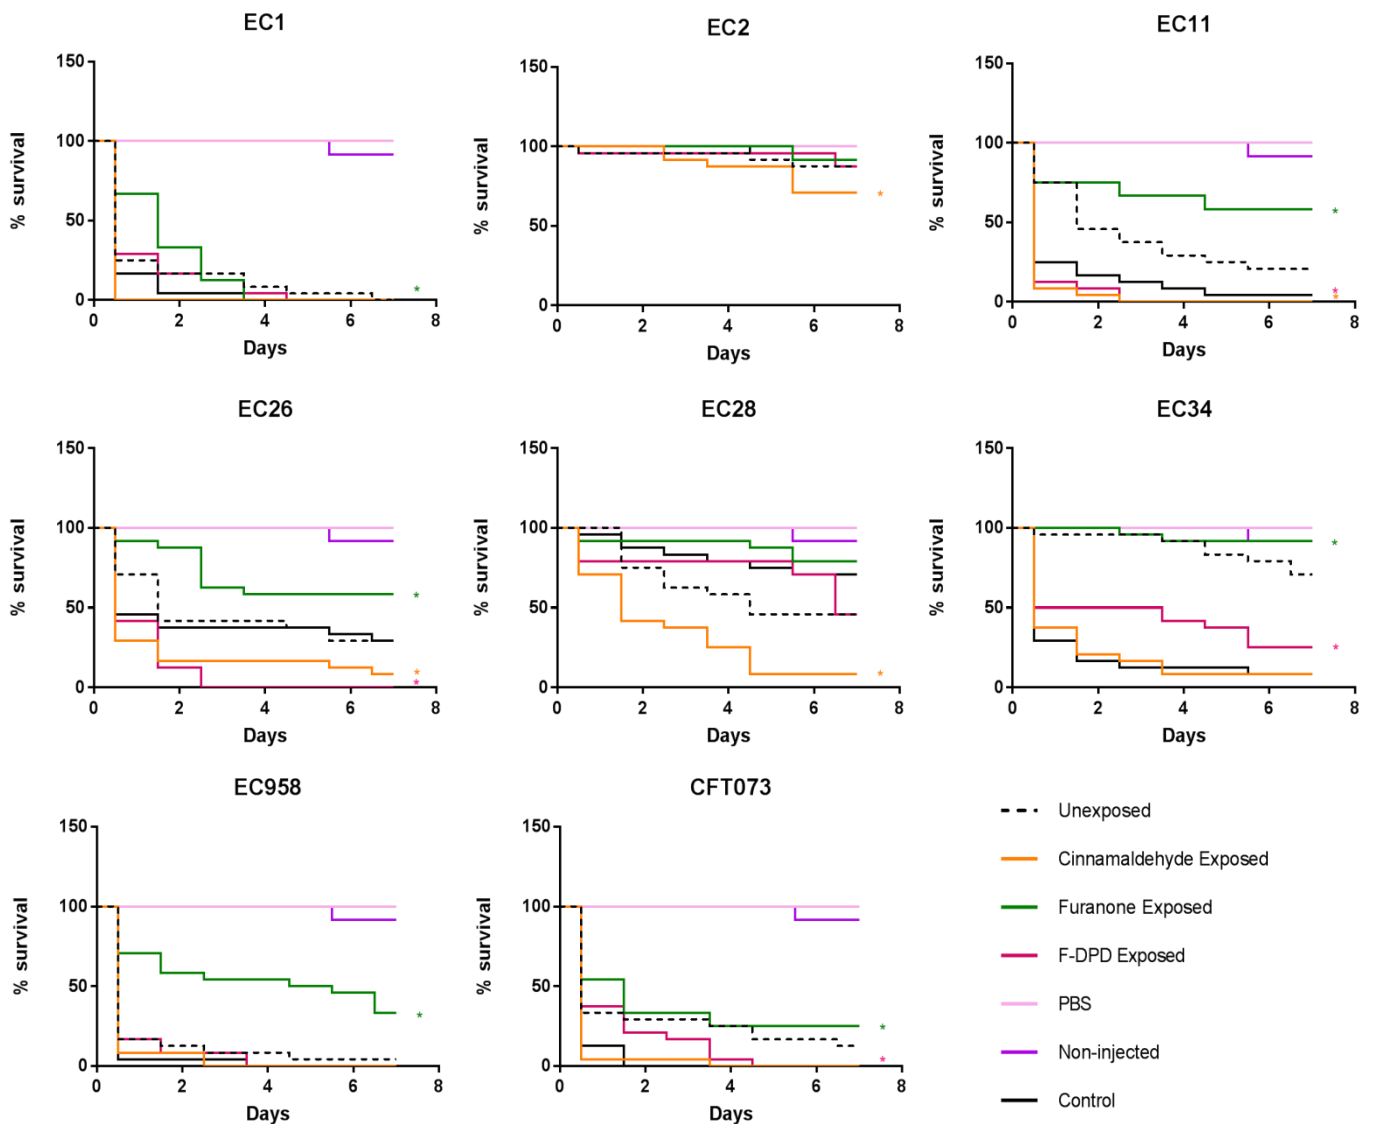 EC1
150
100
50
0
% survival
0 2 4 6 8
Days
*
EC2
150
100
50
0
% survival
0 2 4 6 8
Days
*
EC11
150
100
50
0
% survival
0 2 4 6 8
Days
*
*
*
EC26
150
100
50
0
% survival
0 2 4 6 8
Days
*
*
*
EC28
150
100
50
0
% survival
0 2 4 6 8
Days
*
EC34
150
100
50
0
% survival
0 2 4 6 8
Days
*
*
EC958
150
100
50
0
% survival
0 2 4 6 8
Days
*
CFT073
150
100
50
0
% survival
0 2 4 6 8
Days
*
*
Unexposed
Cinnamaldehyde Exposed
Furanone Exposed
F-DPD Exposed
PBS
Non-injected
Control